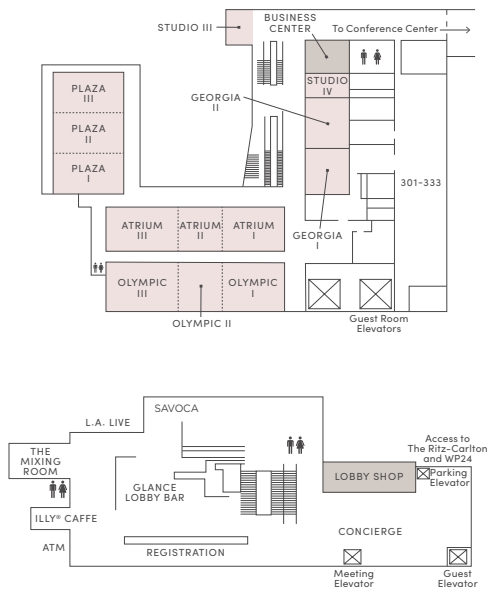 STUDIO III
BUSINESS
CENTER
To Conference Center
PLAZA
III
PLAZA
II
PLAZA
I
GEORGIA
II
STUDIO
IV
301-333
ATRIUM
III
ATRIUM
II
ATRIUM
I
GEORGIA
I
OLYMPIC
III
OLYMPIC
I
OLYMPIC II
Guest Room
Elevators
SAVOCA
L.A. LIVE
THE
MIXING
ROOM
GLANCE
LOBBY BAR
ILLY® CAFFE
ATM
REGISTRATION
LOBBY SHOP
Access to
The Ritz-Carlton
and WP24
Parking
Elevator
CONCIERGE
Meeting
Elevator
Guest
Elevator